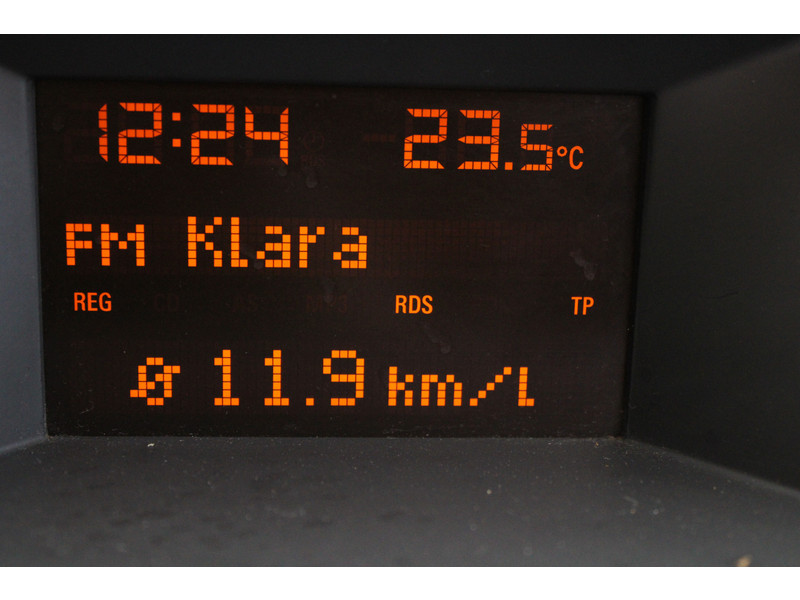 12:24 23.5°C
FM Klara
REG RDS TP
Ø 11.9 km/l